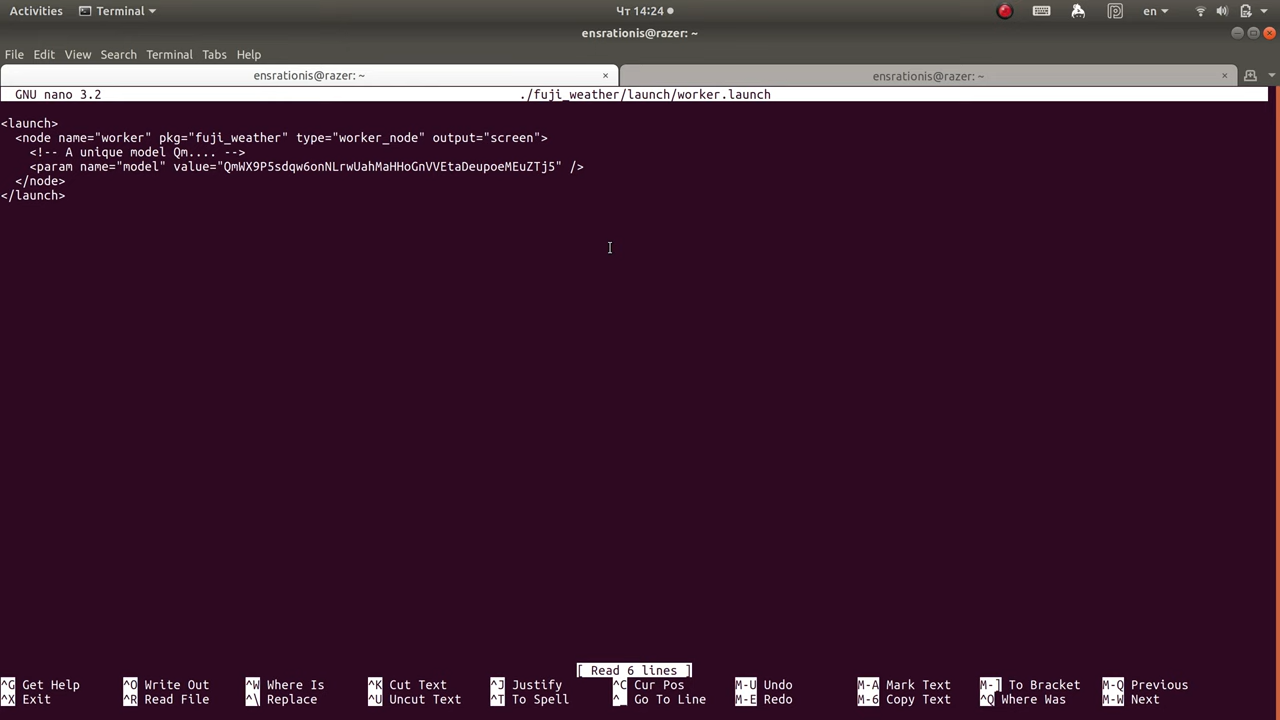 Activities Terminal Чт 14:24 en
ensrationis@razer: ~
File Edit View Search Terminal Tabs Help
ensrationis@razer: ~ × ensrationis@razer: ~ ×
GNU nano 3.2 ./fuji_weather/launch/worker.launch
<launch>
<node name="worker" pkg="fuji_weather" type="worker_node" output="screen">
<!-- A unique model Qm.... -->
<param name="model" value="QmWX9P5sdqw6onNLrwUahMaHHoGnVVEtaDeupoeMEuZTj5" />
</node>
</launch>
[ Read 6 lines ]
^G Get Help ^O Write Out ^W Where Is ^K Cut Text ^J Justify ^C Cur Pos M-U Undo M-A Mark Text M-] To Bracket M-Q Previous
^X Exit ^R Read File ^\ Replace ^U Uncut Text ^T To Spell ^_ Go To Line M-E Redo M-6 Copy Text ^Q Where Was M-W Next